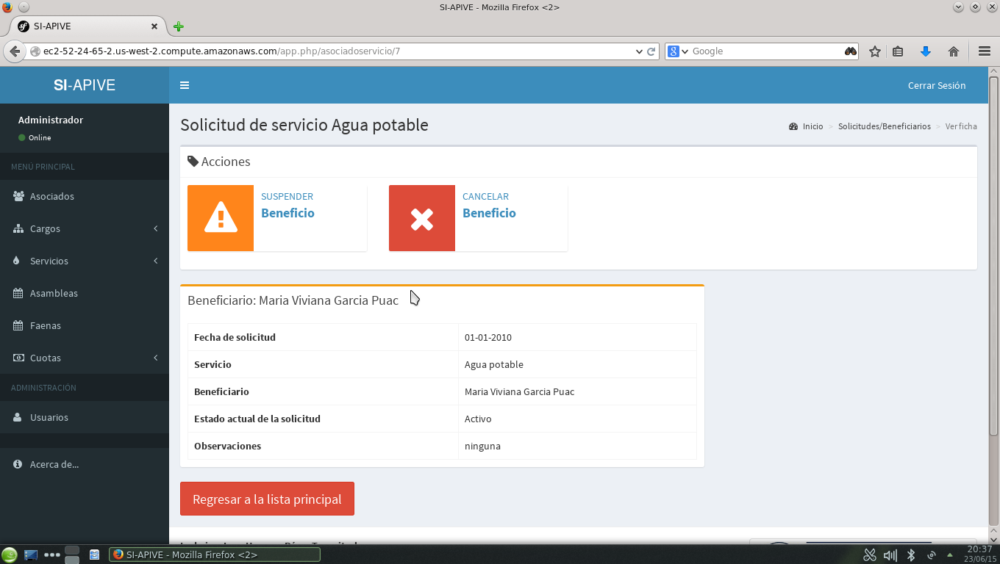 SI-APIVE - Mozilla Firefox <2>
SI-APIVE
ec2-52-24-65-2.us-west-2.compute.amazonaws.com/app.php/asociadoservicio/7
Google
SI-APIVE
Cerrar Sesión
Administrador
Online
MENÚ PRINCIPAL
Asociados
Cargos
Servicios
Asambleas
Faenas
Cuotas
ADMINISTRACIÓN
Usuarios
Acerca de...
Solicitud de servicio Agua potable
Inicio > Solicitudes/Beneficiarios > Ver ficha
Acciones
SUSPENDER
Beneficio
CANCELAR
Beneficio
Beneficiario: Maria Viviana Garcia Puac
Fecha de solicitud 01-01-2010
Servicio Agua potable
Beneficiario Maria Viviana Garcia Puac
Estado actual de la solicitud Activo
Observaciones ninguna
Regresar a la lista principal
SI-APIVE - Mozilla Firefox <2>
20:37
23/06/15